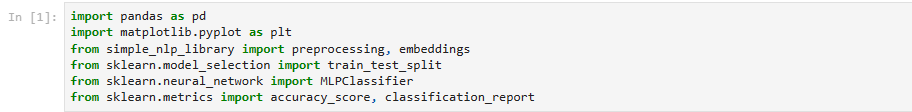 In [1]:
import pandas as pd
import matplotlib.pyplot as plt
from simple_nlp_library import preprocessing, embeddings
from sklearn.model_selection import train_test_split
from sklearn.neural_network import MLPClassifier
from sklearn.metrics import accuracy_score, classification_report